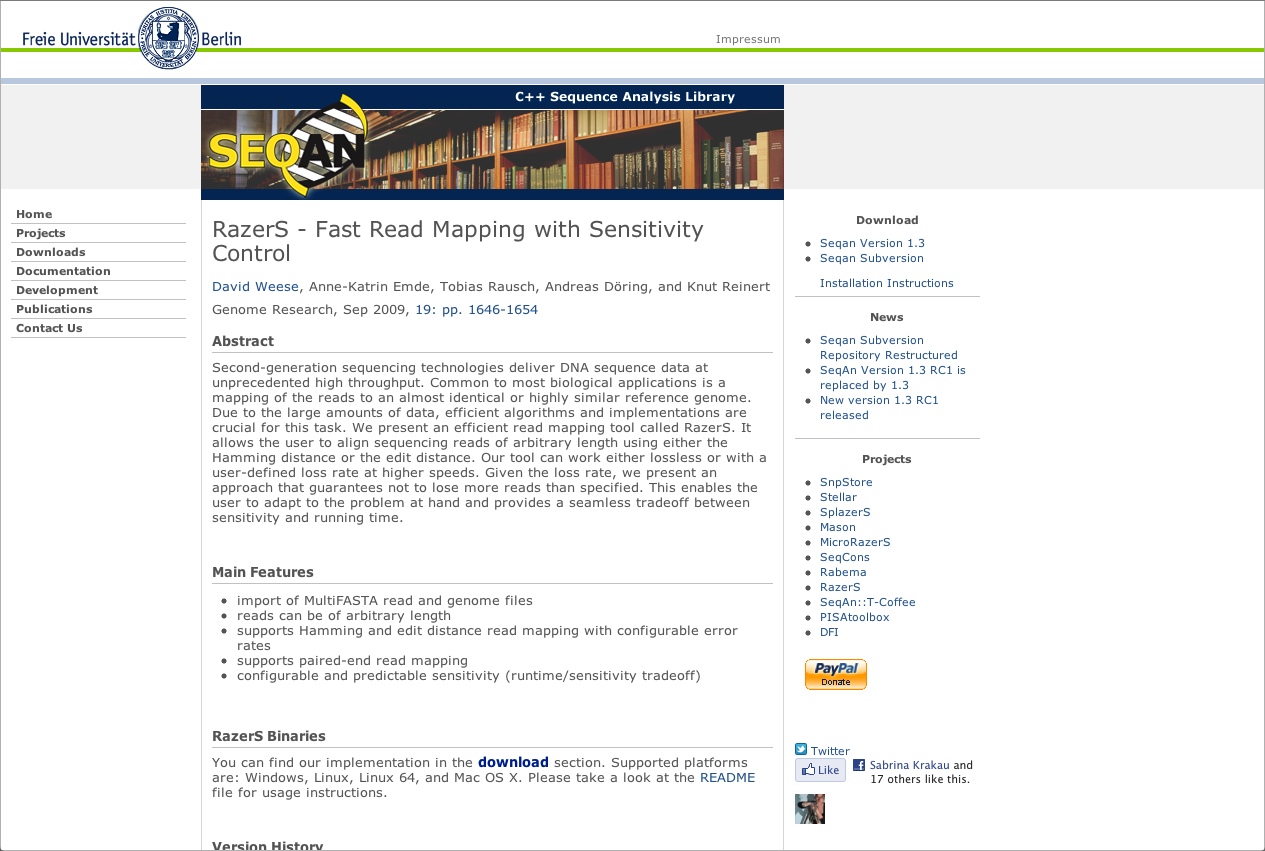 Freie Universität Berlin
Impressum
C++ Sequence Analysis Library
SEQAN
Home
Projects
Downloads
Documentation
Development
Publications
Contact Us
RazerS - Fast Read Mapping with Sensitivity
Control
David Weese, Anne-Katrin Emde, Tobias Rausch, Andreas Döring, and Knut Reinert
Genome Research, Sep 2009, 19: pp. 1646-1654
Abstract
Second-generation sequencing technologies deliver DNA sequence data at
unprecedented high throughput. Common to most biological applications is a
mapping of the reads to an almost identical or highly similar reference genome.
Due to the large amounts of data, efficient algorithms and implementations are
crucial for this task. We present an efficient read mapping tool called RazerS. It
allows the user to align sequencing reads of arbitrary length using either the
Hamming distance or the edit distance. Our tool can work either lossless or with a
user-defined loss rate at higher speeds. Given the loss rate, we present an
approach that guarantees not to lose more reads than specified. This enables the
user to adapt to the problem at hand and provides a seamless tradeoff between
sensitivity and running time.
Main Features
import of MultiFASTA read and genome files
reads can be of arbitrary length
supports Hamming and edit distance read mapping with configurable error
rates
supports paired-end read mapping
configurable and predictable sensitivity (runtime/sensitivity tradeoff)
RazerS Binaries
You can find our implementation in the download section. Supported platforms
are: Windows, Linux, Linux 64, and Mac OS X. Please take a look at the README
file for usage instructions.
Version History
Download
Seqan Version 1.3
Seqan Subversion
Installation Instructions
News
Seqan Subversion
Repository Restructured
SeqAn Version 1.3 RC1 is
replaced by 1.3
New version 1.3 RC1
released
Projects
SnpStore
Stellar
SplazerS
Mason
MicroRazerS
SeqCons
Rabema
RazerS
SeqAn::T-Coffee
PISAtoolbox
DFI
PayPal
Donate
Twitter
Like
Sabrina Krakau and
17 others like this.